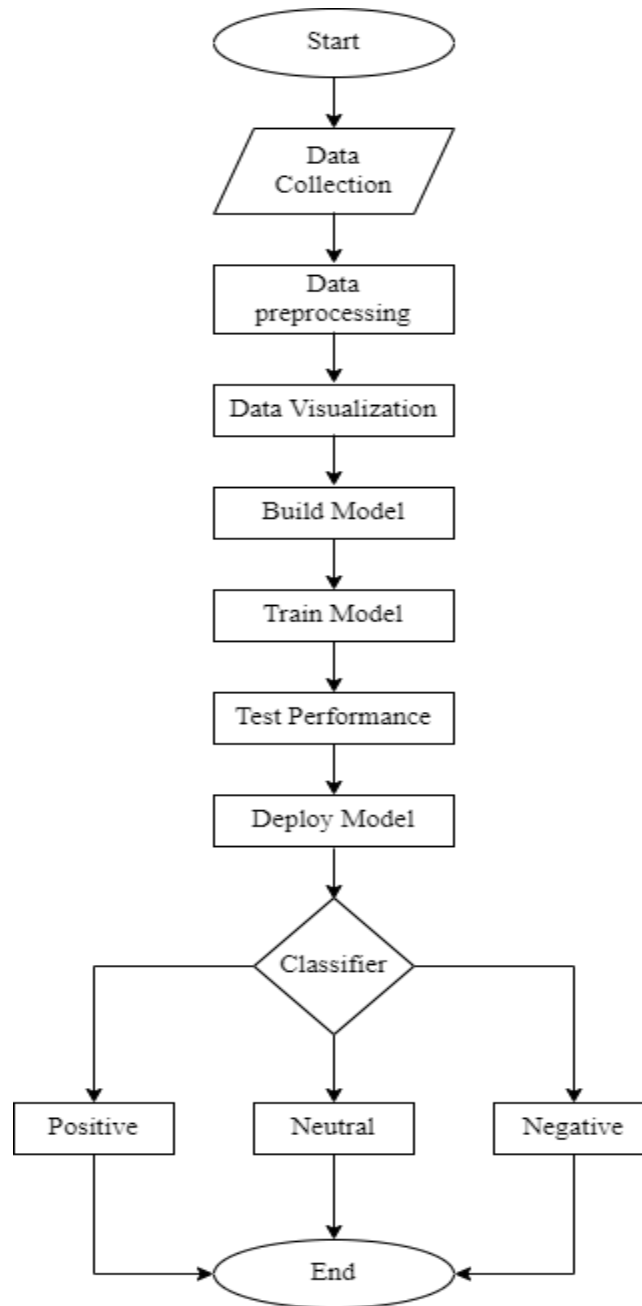 Start
Data
Collection
Data
preprocessing
Data Visualization
Build Model
Train Model
Test Performance
Deploy Model
Classifier
Positive
Neutral
Negative
End